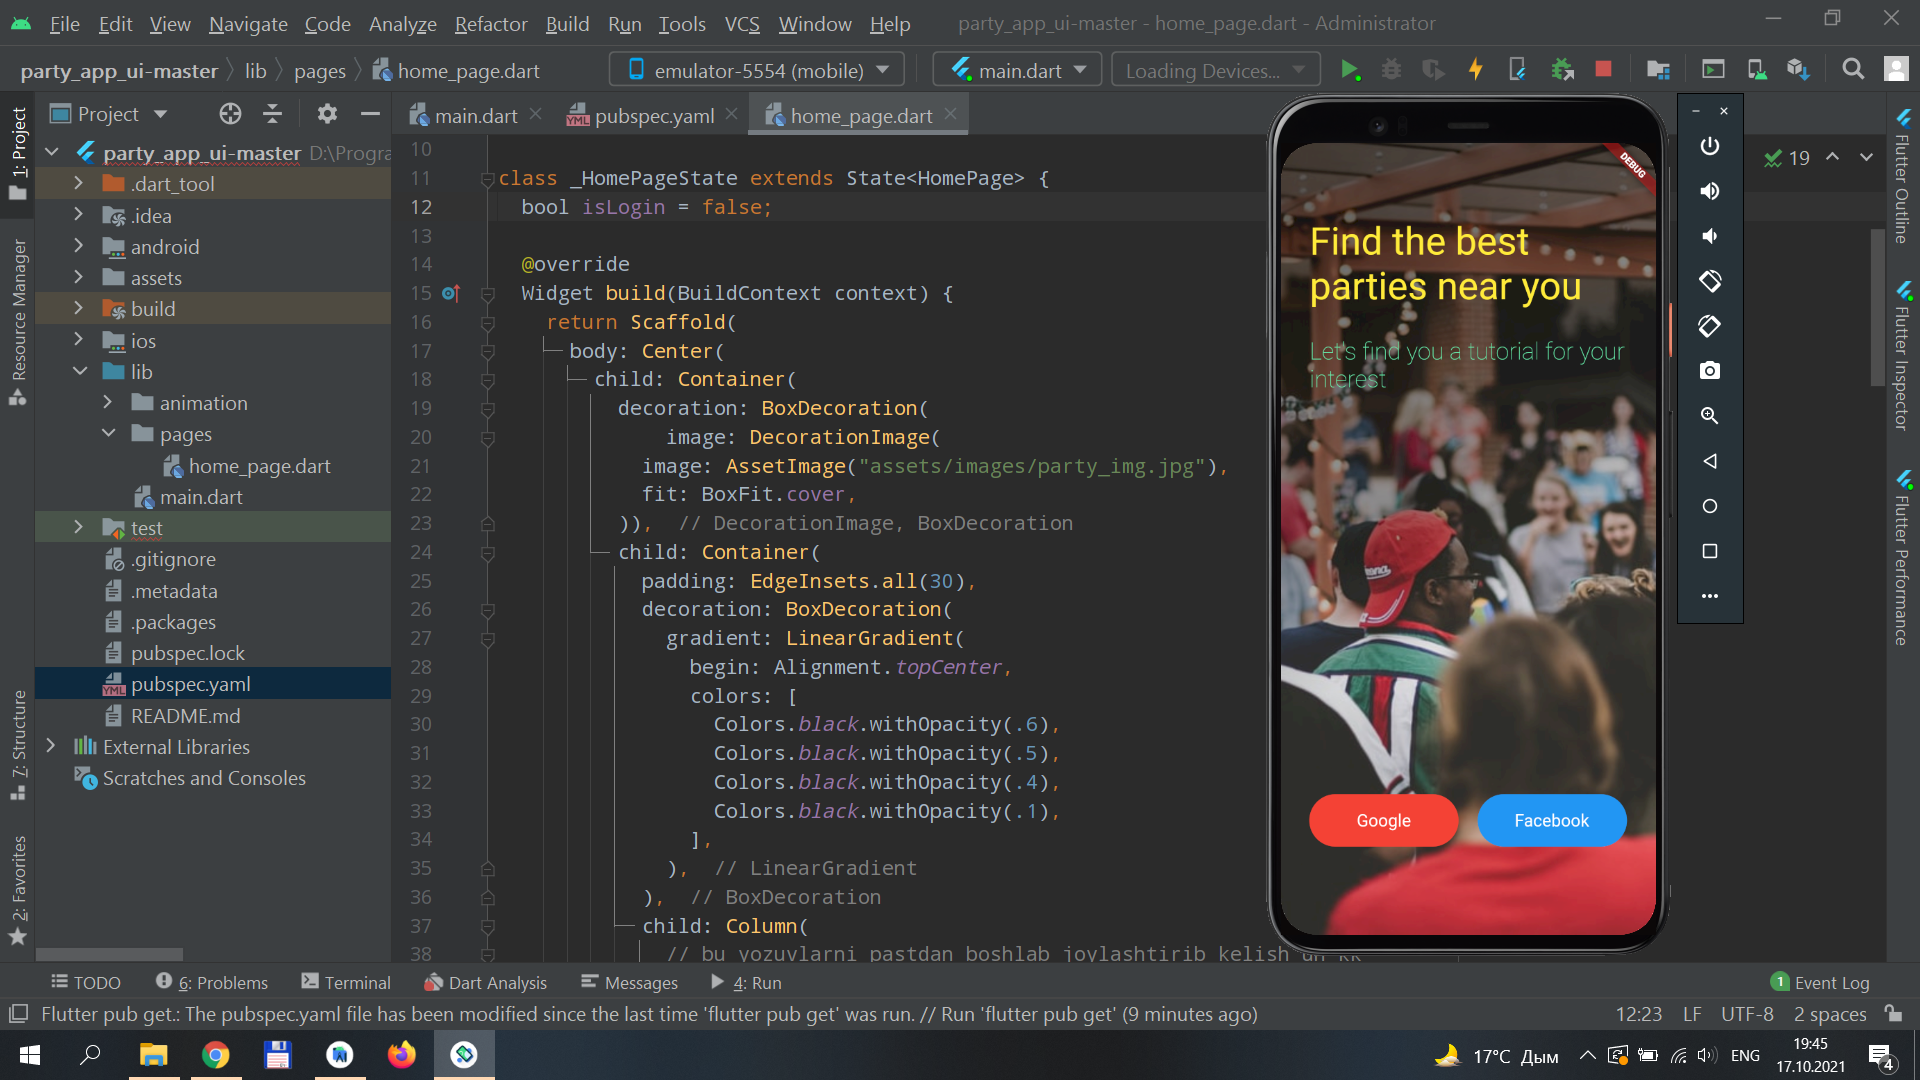 File Edit View Navigate Code Analyze Refactor Build Run Tools VCS Window Help party_app_ui-master - home_page.dart - Administrator
party_app_ui-master lib pages home_page.dart emulator-5554 (mobile) main.dart Loading Devices...
Project
main.dart pubspec.yaml home_page.dart
1: Project
Resource Manager
7: Structure
2: Favorites
party_app_ui-master D:\Progra
.dart_tool
.idea
android
assets
build
ios
lib
animation
pages
home_page.dart
main.dart
test
.gitignore
.metadata
.packages
pubspec.lock
pubspec.yaml
README.md
External Libraries
Scratches and Consoles
10
11 class _HomePageState extends State<HomePage> {
12 bool isLogin = false;
13
14 @override
15 Widget build(BuildContext context) {
16 return Scaffold(
17 body: Center(
18 child: Container(
19 decoration: BoxDecoration(
20 image: DecorationImage(
21 image: AssetImage("assets/images/party_img.jpg"),
22 fit: BoxFit.cover,
23 )), // DecorationImage, BoxDecoration
24 child: Container(
25 padding: EdgeInsets.all(30),
26 decoration: BoxDecoration(
27 gradient: LinearGradient(
28 begin: Alignment.topCenter,
29 colors: [
30 Colors.black.withOpacity(.6),
31 Colors.black.withOpacity(.5),
32 Colors.black.withOpacity(.4),
33 Colors.black.withOpacity(.1),
34 ],
35 ), // LinearGradient
36 ), // BoxDecoration
37 child: Column(
38 // bu yozuvlarni pastdan boshlab joylashtirib kelish un kk
DEBUG
Find the best
parties near you
Let's find you a tutorial for your
interest
Google Facebook
19
Flutter Outline
Flutter Inspector
Flutter Performance
TODO 6: Problems Terminal Dart Analysis Messages 4: Run 1 Event Log
Flutter pub get.: The pubspec.yaml file has been modified since the last time 'flutter pub get' was run. // Run 'flutter pub get' (9 minutes ago) 12:23 LF UTF-8 2 spaces
17°C Дым ENG 19:45
17.10.2021 4